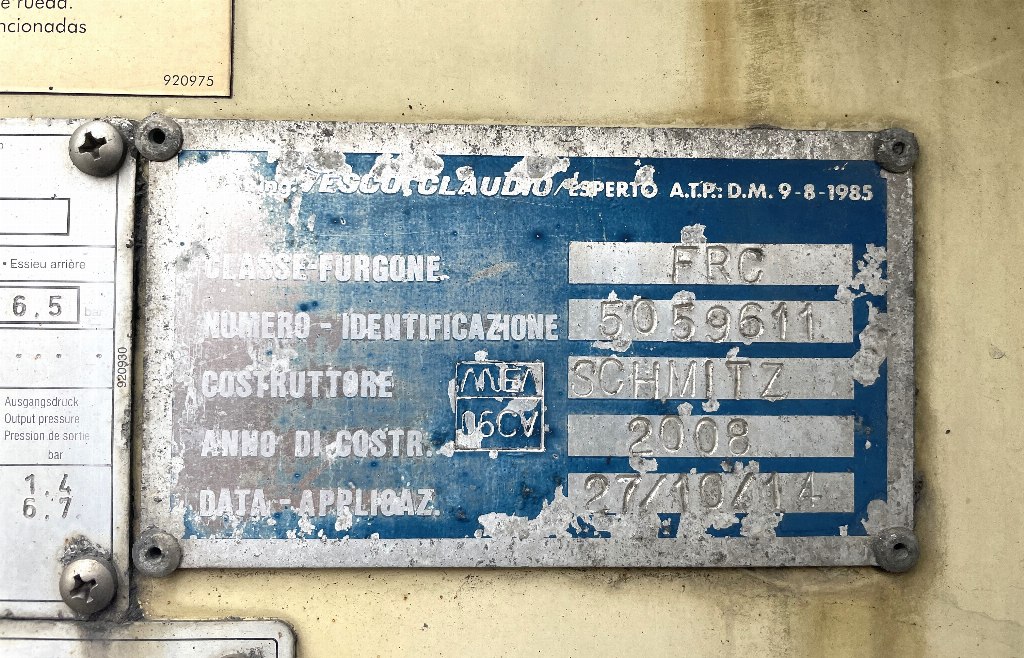 e rueda.
ncionadas
920975
Essieu arrière
6.5 bar
920930
Ausgangsdruck
Output pressure
Pression de sortie
bar
1.4
6.7
ing. VESCO, CLAUDIO / ESPERTO A.T.P.: D.M. 9-8-1985
CLASSE-FURGONE. FRC
NUMERO - IDENTIFICAZIONE 5059611
COSTRUTTORE SCHMITZ
ANNO DI COSTR. 2008
DATA - APPLICAZ. 27/10/14